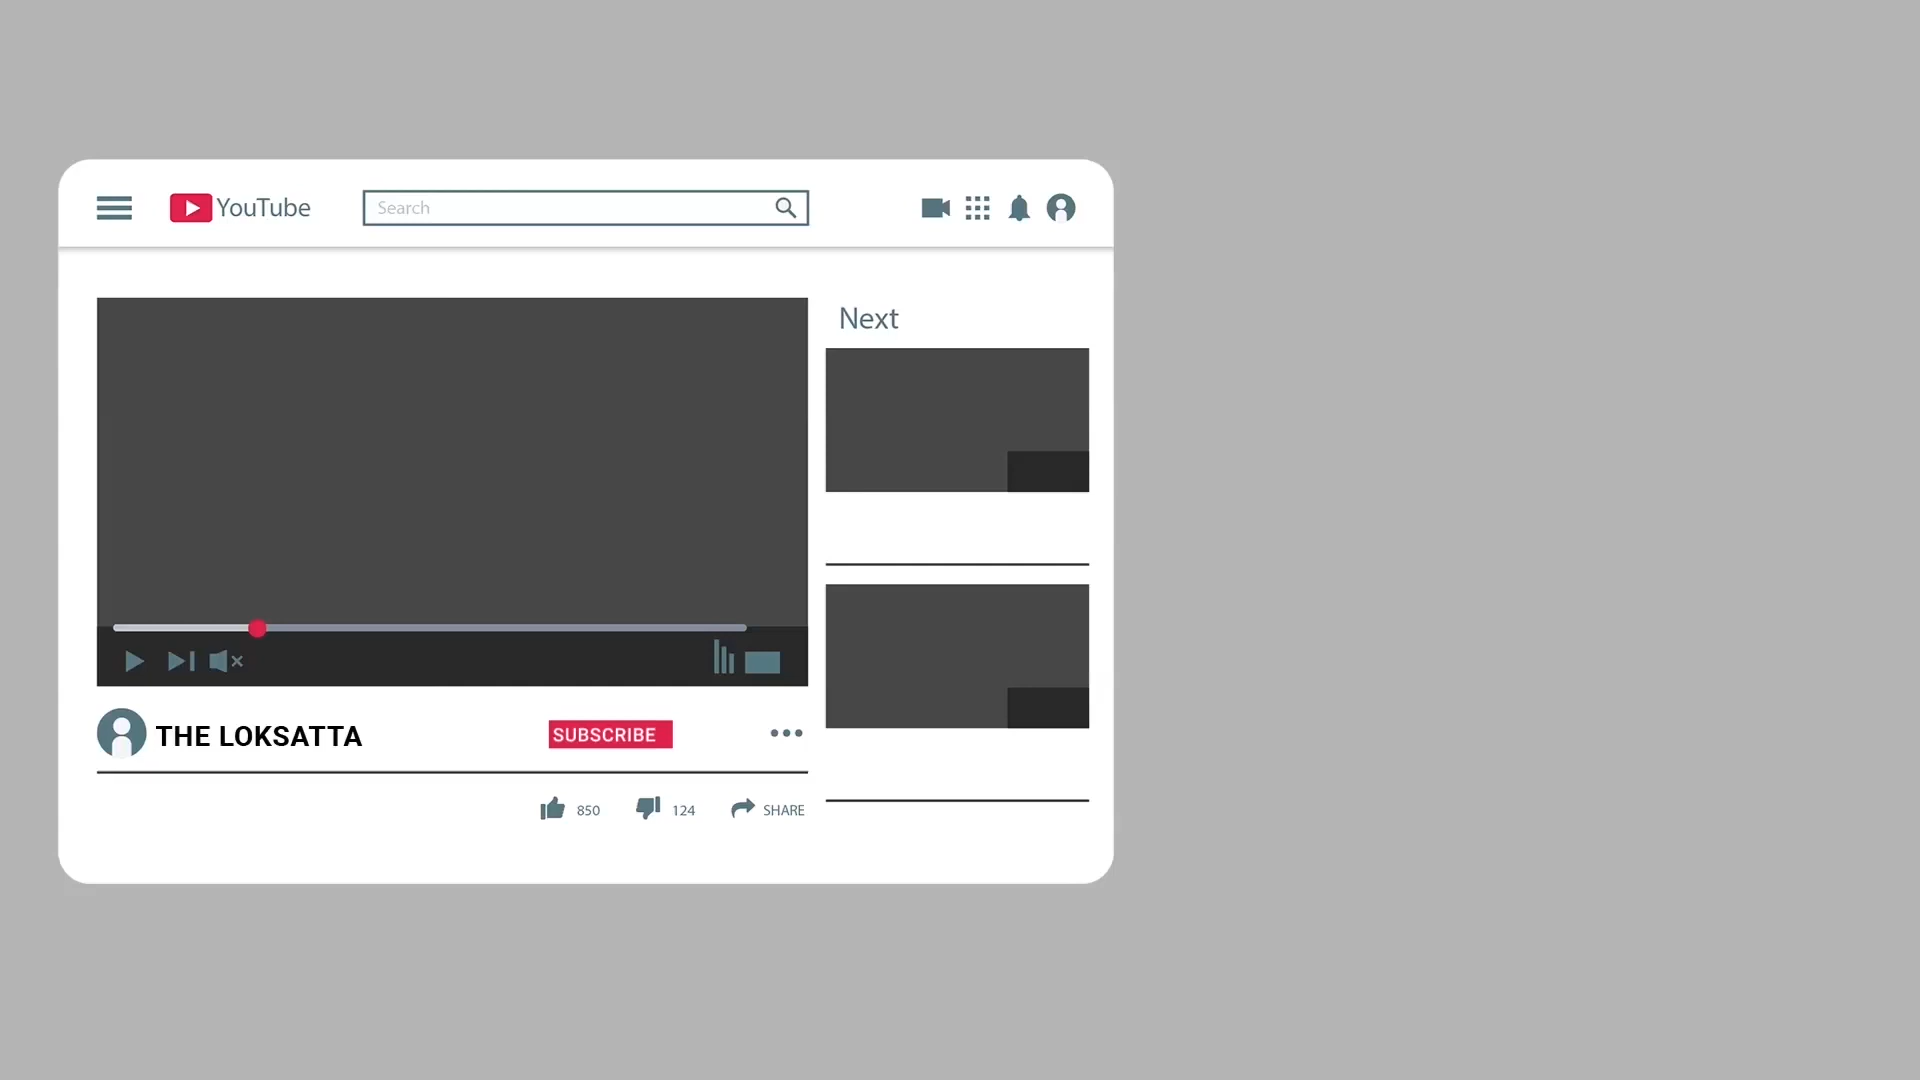 YouTube
Search
Next
THE LOKSATTA
SUBSCRIBE
850
124
SHARE